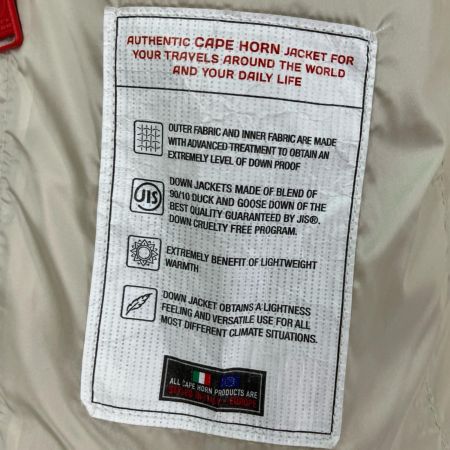 AUTHENTIC CAPE HORN JACKET FOR
YOUR TRAVELS AROUND THE WORLD
AND YOUR DAILY LIFE
OUTER FABRIC AND INNER FABRIC ARE MADE
WITH ADVANCED TREATMENT TO OBTAIN AN
EXTREMELY LEVEL OF DOWN PROOF
JIS
DOWN JACKETS MADE OF BLEND OF
90/10 DUCK AND GOOSE DOWN OF THE
BEST QUALITY GUARANTEED BY JIS®.
DOWN CRUELTY FREE PROGRAM.
EXTREMELY BENEFIT OF LIGHTWEIGHT
WARMTH
DOWN JACKET OBTAINS A LIGHTNESS
FEELING AND VERSATILE USE FOR ALL
MOST DIFFERENT CLIMATE SITUATIONS.
ALL CAPE HORN PRODUCTS ARE